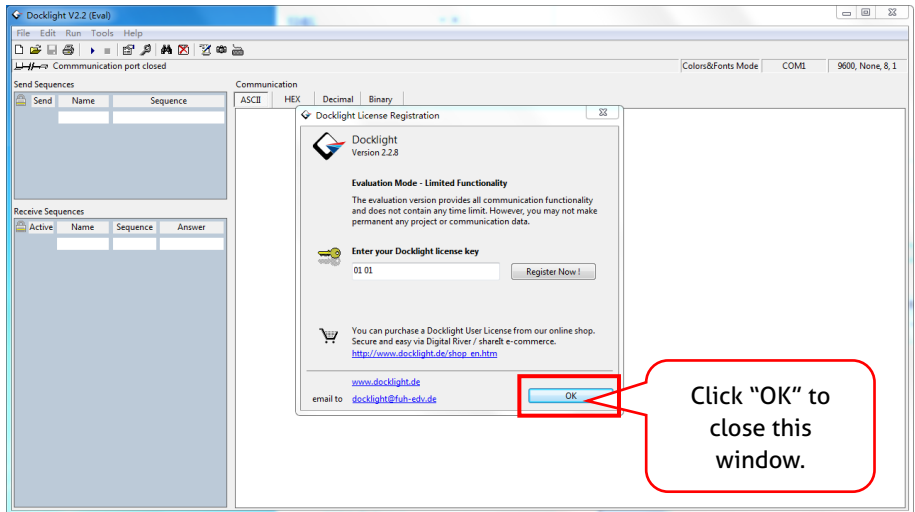 Docklight V2.2 (Eval)
File Edit Run Tools Help
Commmunication port closed
Colors&Fonts Mode
COM1
9600, None, 8, 1
Send Sequences
Send Name Sequence
Receive Sequences
Active Name Sequence Answer
Communication
ASCII HEX Decimal Binary
Docklight License Registration
Docklight
Version 2.2.8
Evaluation Mode - Limited Functionality
The evaluation version provides all communication functionality
and does not contain any time limit. However, you may not make
permanent any project or communication data.
Enter your Docklight license key
01 01
Register Now !
You can purchase a Docklight User License from our online shop.
Secure and easy via Digital River / shareIt e-commerce.
http://www.docklight.de/shop_en.htm
www.docklight.de
email to docklight@fuh-edv.de
OK
Click “OK” to
close this
window.